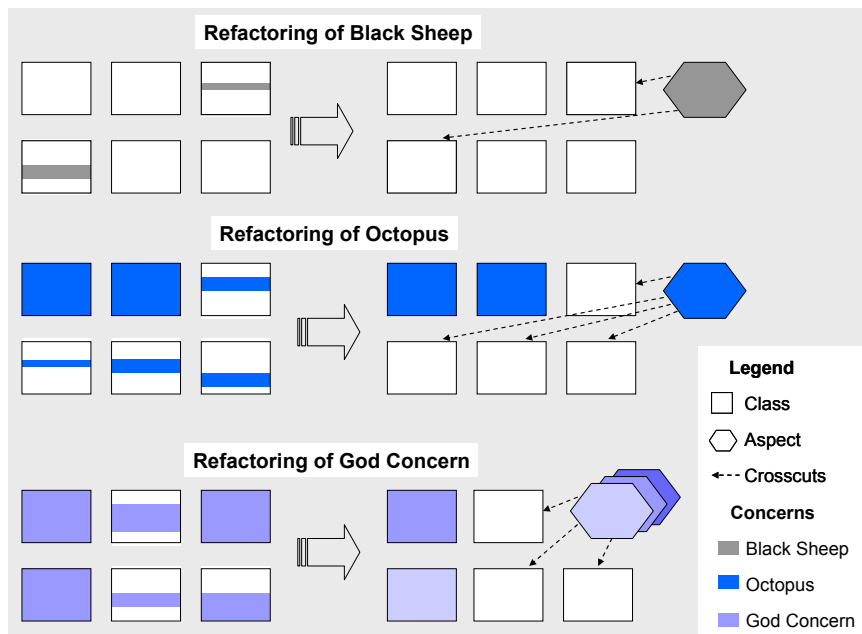 Refactoring of Black Sheep
Refactoring of Octopus
Refactoring of God Concern
Legend
Class
Aspect
Crosscuts
Concerns
Black Sheep
Octopus
God Concern